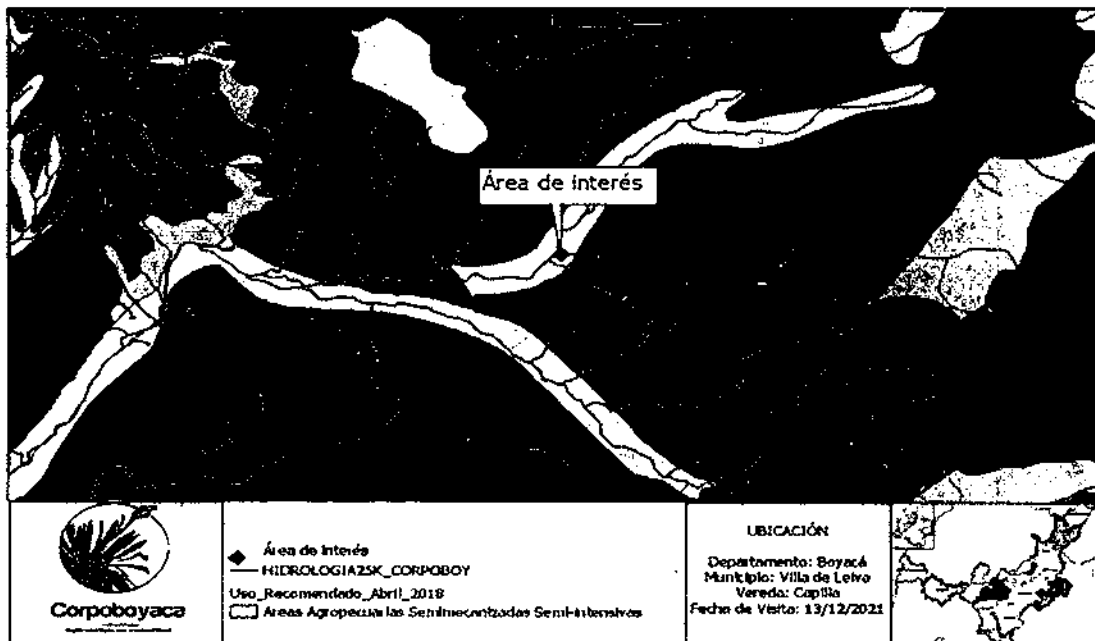 Área de interés
Corpoboyaca
Área de Interés
HIDROLOGIA25K_CORPOBOY
Uso_Recomendado_Abril_2018
Areas Agropecuarias Semimecanizadas Semi-intensivas
UBICACIÓN
Departamento: Boyacá
Municipio: Villa de Leiva
Vereda: Capilla
Fecha de Visita: 13/12/2021